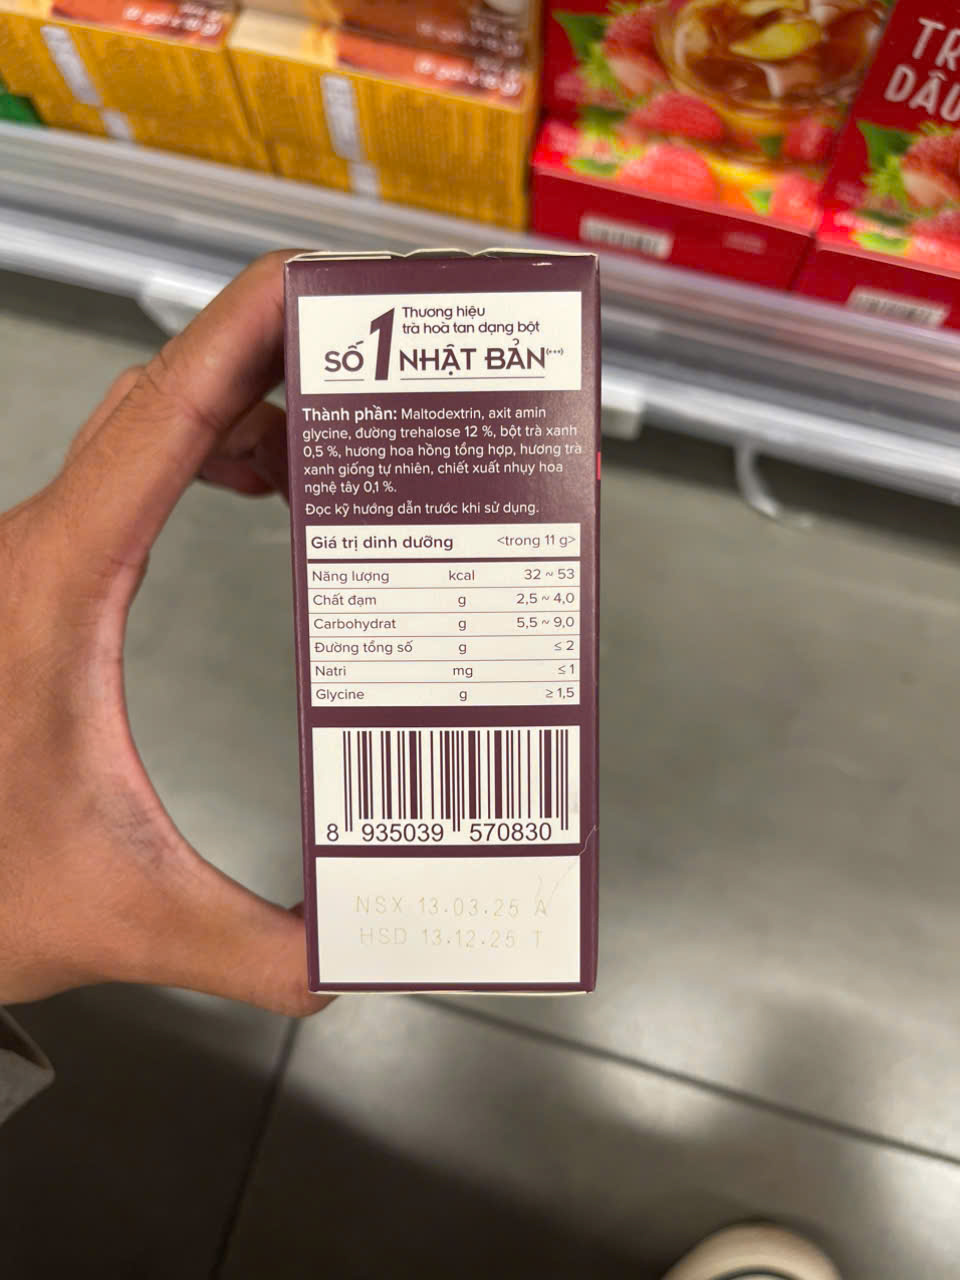 TR
DÂU
Thương hiệu
trà hoà tan dạng bột
SỐ 1 NHẬT BẢN(***)
Thành phần: Maltodextrin, axit amin
glycine, đường trehalose 12 %, bột trà xanh
0,5 %, hương hoa hồng tổng hợp, hương trà
xanh giống tự nhiên, chiết xuất nhụy hoa
nghệ tây 0,1 %.
Đọc kỹ hướng dẫn trước khi sử dụng.
Giá trị dinh dưỡng <trong 11 g>
Năng lượng kcal 32 ~ 53
Chất đạm g 2,5 ~ 4,0
Carbohydrat g 5,5 ~ 9,0
Đường tổng số g ≤ 2
Natri mg ≤ 1
Glycine g ≥ 1,5
8 935039 570830
NSX 13.03.25 A
HSD 13.12.25 T